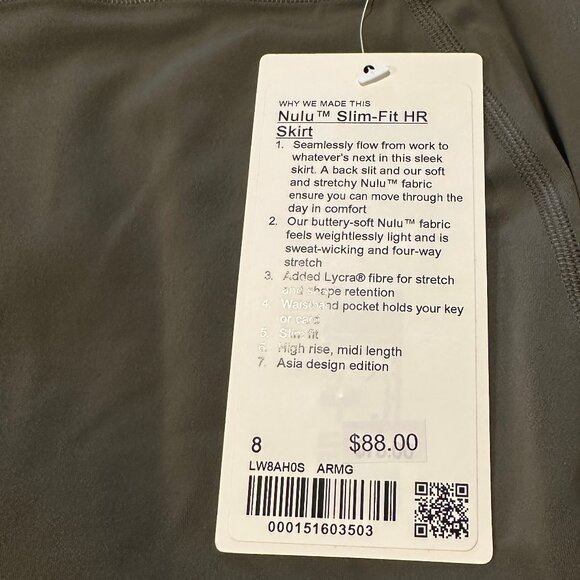 WHY WE MADE THIS
Nulu™ Slim-Fit HR
Skirt
1. Seamlessly flow from work to
whatever's next in this sleek
skirt. A back slit and our soft
and stretchy Nulu™ fabric
ensure you can move through the
day in comfort
2. Our buttery-soft Nulu™ fabric
feels weightlessly light and is
sweat-wicking and four-way
stretch
3. Added Lycra® fibre for stretch
and shape retention
4. Waistband pocket holds your key
or card
5. Slim fit
6. High rise, midi length
7. Asia design edition
8 $88.00
LW8AH0S ARMG
000151603503